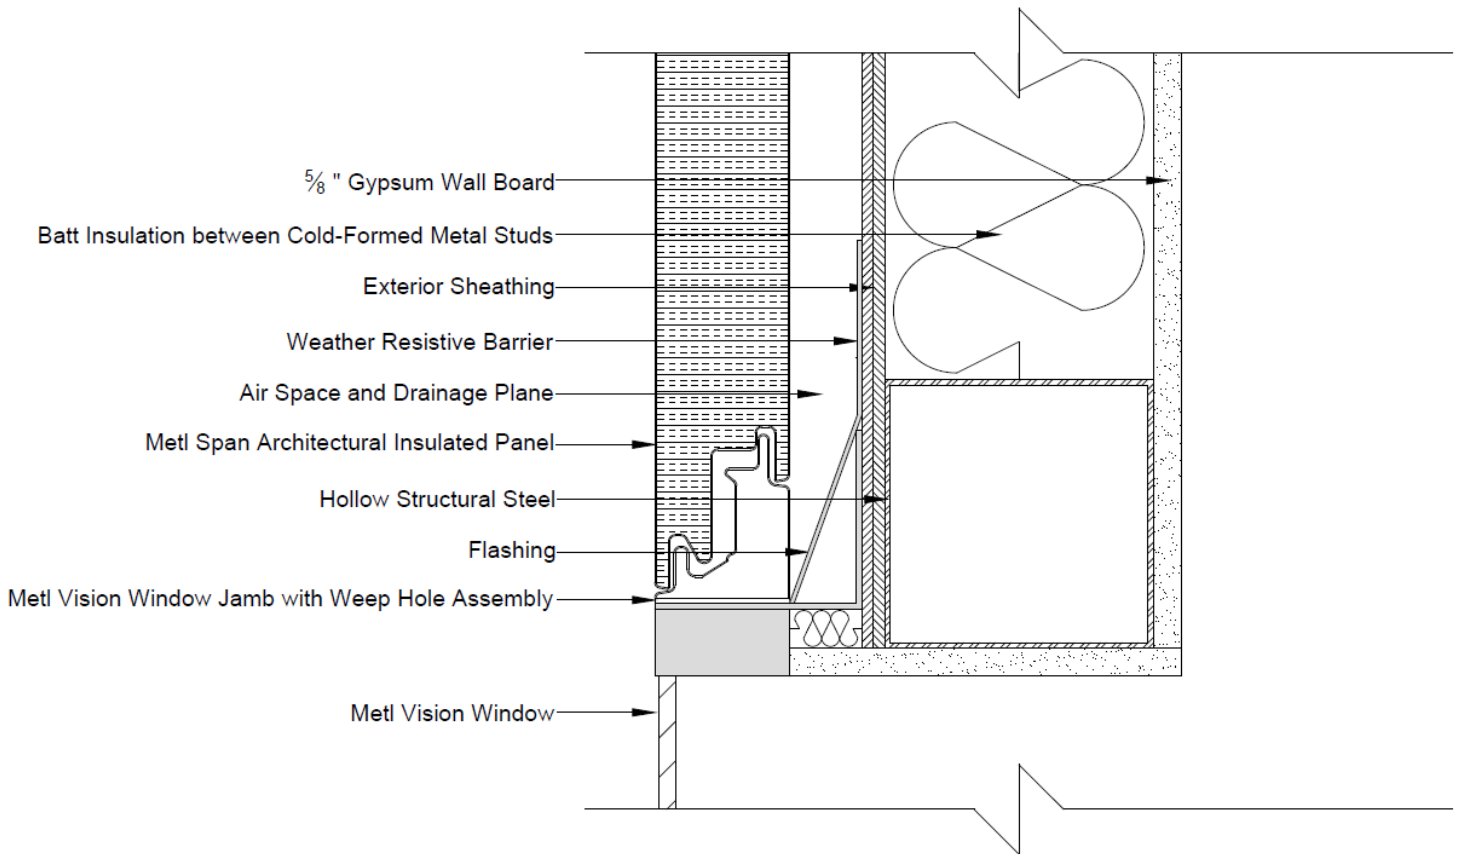 ⅝ " Gypsum Wall Board
Batt Insulation between Cold-Formed Metal Studs
Exterior Sheathing
Weather Resistive Barrier
Air Space and Drainage Plane
Metl Span Architectural Insulated Panel
Hollow Structural Steel
Flashing
Metl Vision Window Jamb with Weep Hole Assembly
Metl Vision Window